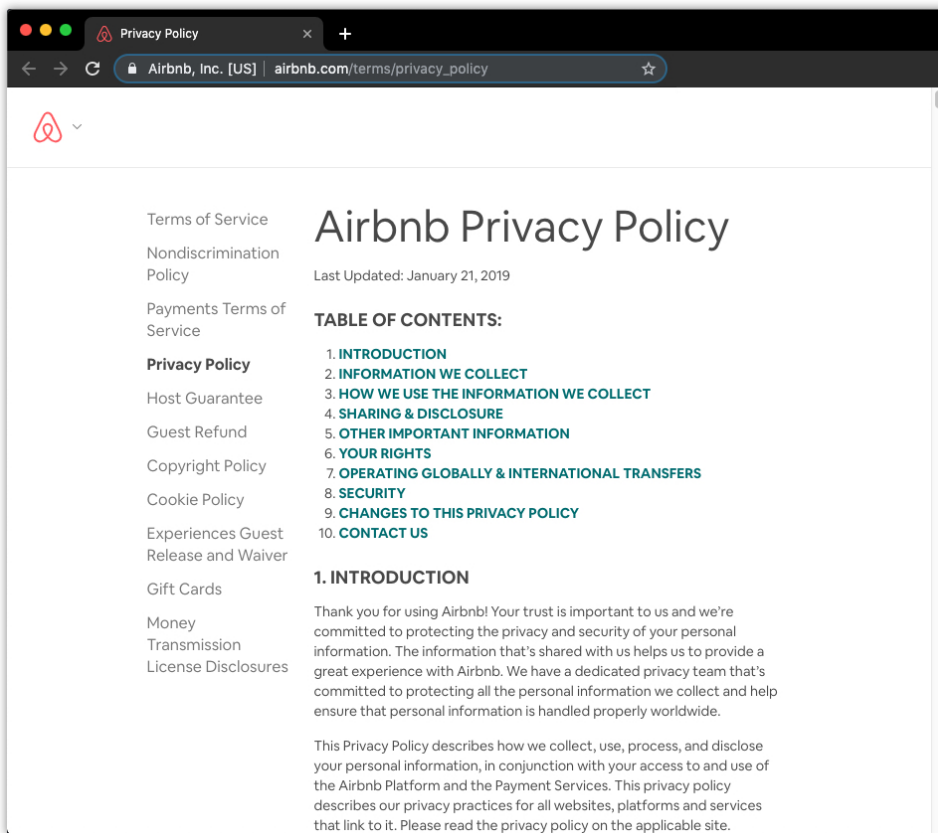 Privacy Policy
Airbnb, Inc. [US] | airbnb.com/terms/privacy_policy
Terms of Service
Nondiscrimination
Policy
Payments Terms of
Service
Privacy Policy
Host Guarantee
Guest Refund
Copyright Policy
Cookie Policy
Experiences Guest
Release and Waiver
Gift Cards
Money
Transmission
License Disclosures
Airbnb Privacy Policy
Last Updated: January 21, 2019
TABLE OF CONTENTS:
1. INTRODUCTION
2. INFORMATION WE COLLECT
3. HOW WE USE THE INFORMATION WE COLLECT
4. SHARING & DISCLOSURE
5. OTHER IMPORTANT INFORMATION
6. YOUR RIGHTS
7. OPERATING GLOBALLY & INTERNATIONAL TRANSFERS
8. SECURITY
9. CHANGES TO THIS PRIVACY POLICY
10. CONTACT US
1. INTRODUCTION
Thank you for using Airbnb! Your trust is important to us and we’re
committed to protecting the privacy and security of your personal
information. The information that’s shared with us helps us to provide a
great experience with Airbnb. We have a dedicated privacy team that’s
committed to protecting all the personal information we collect and help
ensure that personal information is handled properly worldwide.
This Privacy Policy describes how we collect, use, process, and disclose
your personal information, in conjunction with your access to and use of
the Airbnb Platform and the Payment Services. This privacy policy
describes our privacy practices for all websites, platforms and services
that link to it. Please read the privacy policy on the applicable site.